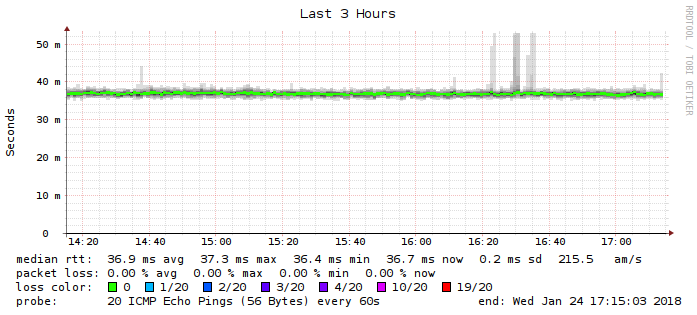 Last 3 Hours
RRDTOOL / TOBI OETIKER
Seconds
50 m
40 m
30 m
20 m
10 m
0
14:20 14:40 15:00 15:20 15:40 16:00 16:20 16:40 17:00
median rtt: 36.9 ms avg 37.3 ms max 36.4 ms min 36.7 ms now 0.2 ms sd 215.5 am/s
packet loss: 0.00 % avg 0.00 % max 0.00 % min 0.00 % now
loss color: 0 1/20 2/20 3/20 4/20 10/20 19/20
probe: 20 ICMP Echo Pings (56 Bytes) every 60s end: Wed Jan 24 17:15:03 2018